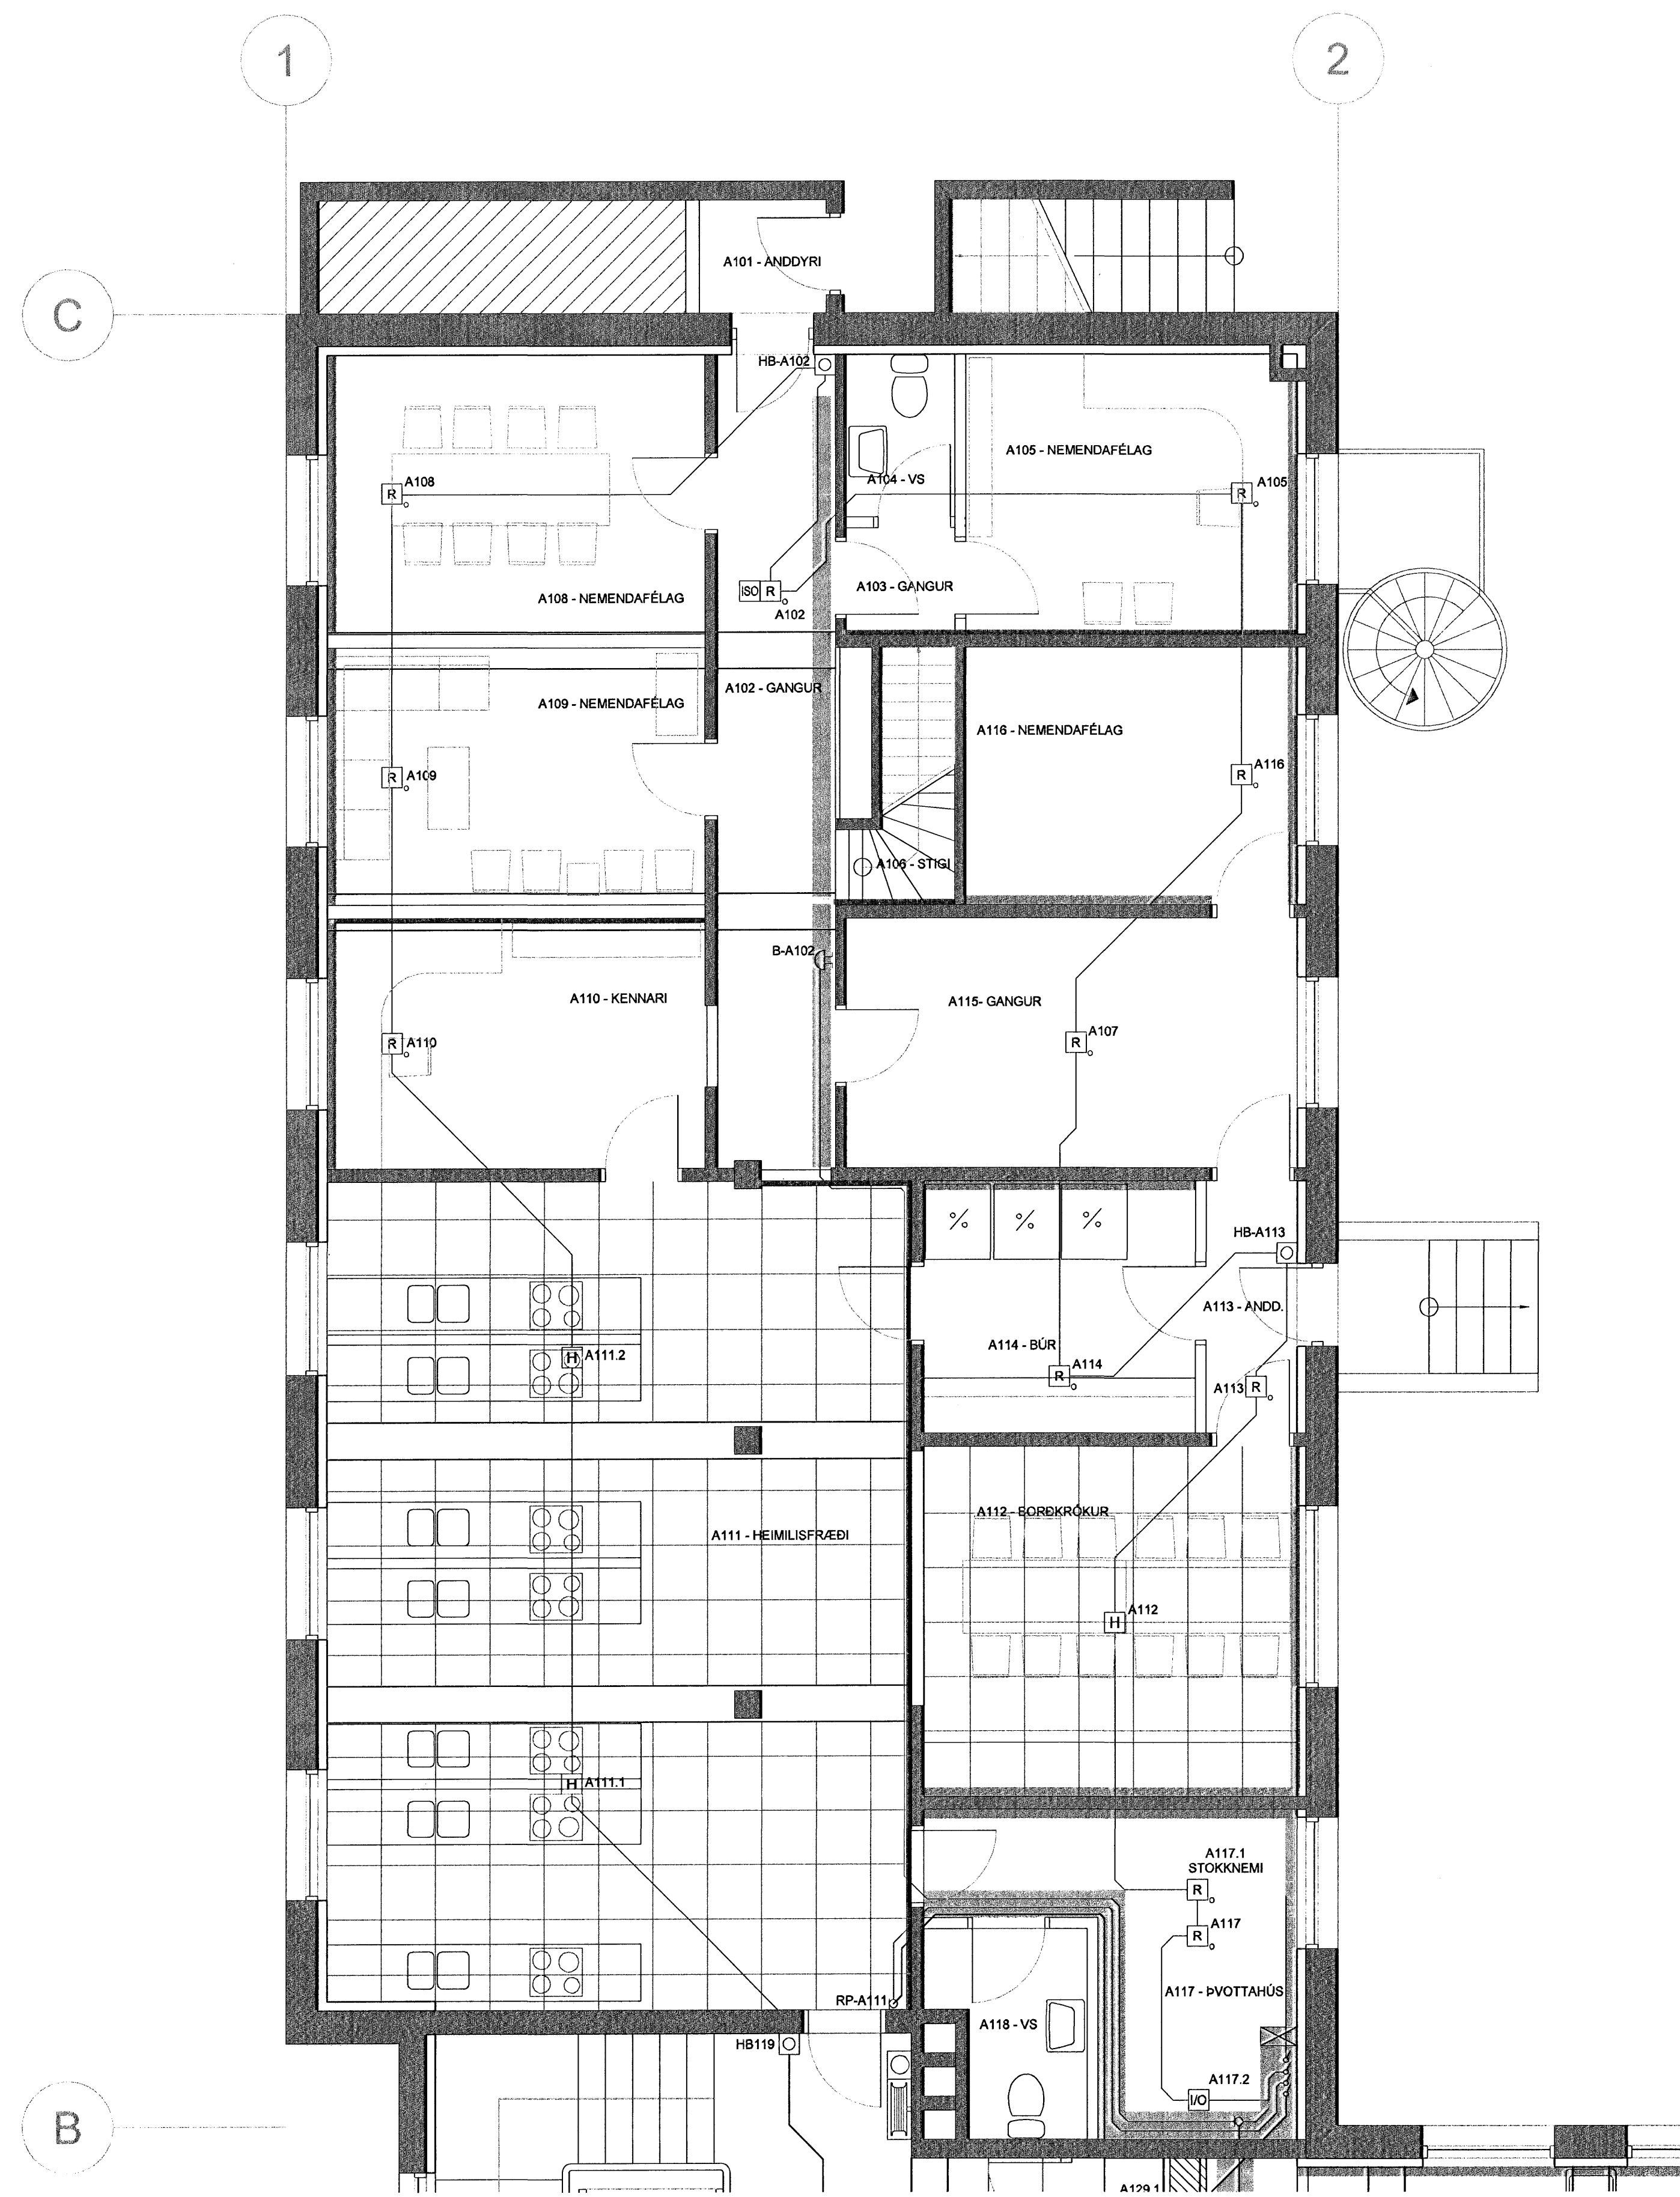 1
2
A101 - ANDDYRI
C
HB-A102
A105 - NEMENDAFÉLAG
A108
R
A104 - VS
A105
R
A103 - GANGUR
ISO R
A108 - NEMENDAFÉLAG
A102
A102 - GANGUR
A109 - NEMENDAFÉLAG
A116 - NEMENDAFÉLAG
R A109
A116
R
A106 - STIGI
B-A102
A110 - KENNARI
A115- GANGUR
A107
R
R A110
HB-A113
% % %
A113 - ANDD.
A114 - BÚR
H A111.2
A114
R
A113 R
A112 - BORÐKRÓKUR
A111 - HEIMILISFRÆÐI
A112
H
H A111.1
A117.1
STOKKNEMI
R
A117
R
A117 - ÞVOTTAHÚS
RP-A111
A118 - VS
HB119
A117.2
I/O
B
A129.1